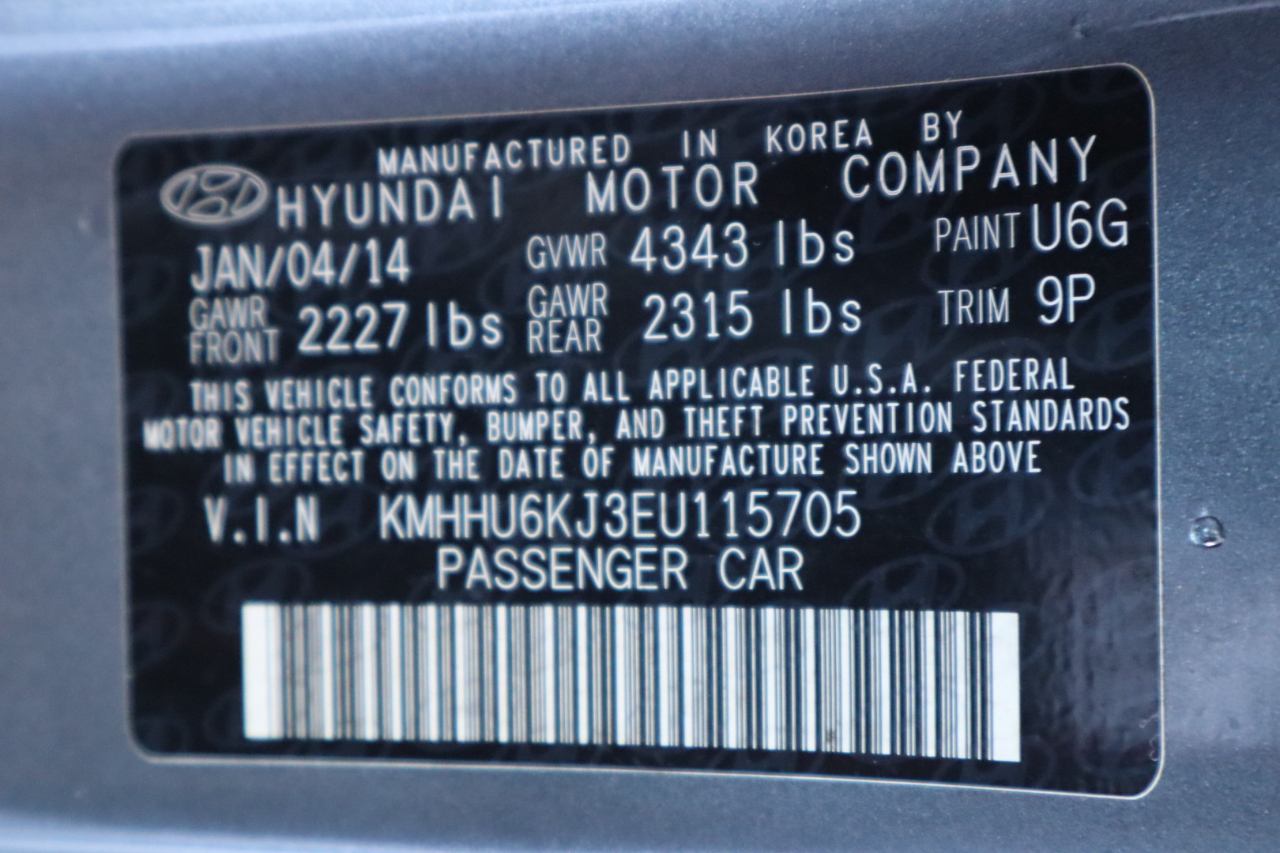 MANUFACTURED IN KOREA BY
HYUNDAI MOTOR COMPANY
JAN/04/14 GVWR 4343 lbs PAINT U6G
GAWR FRONT 2227 lbs GAWR REAR 2315 lbs TRIM 9P
THIS VEHICLE CONFORMS TO ALL APPLICABLE U.S.A. FEDERAL
MOTOR VEHICLE SAFETY, BUMPER, AND THEFT PREVENTION STANDARDS
IN EFFECT ON THE DATE OF MANUFACTURE SHOWN ABOVE
V.I.N KMHHU6KJ3EU115705
PASSENGER CAR